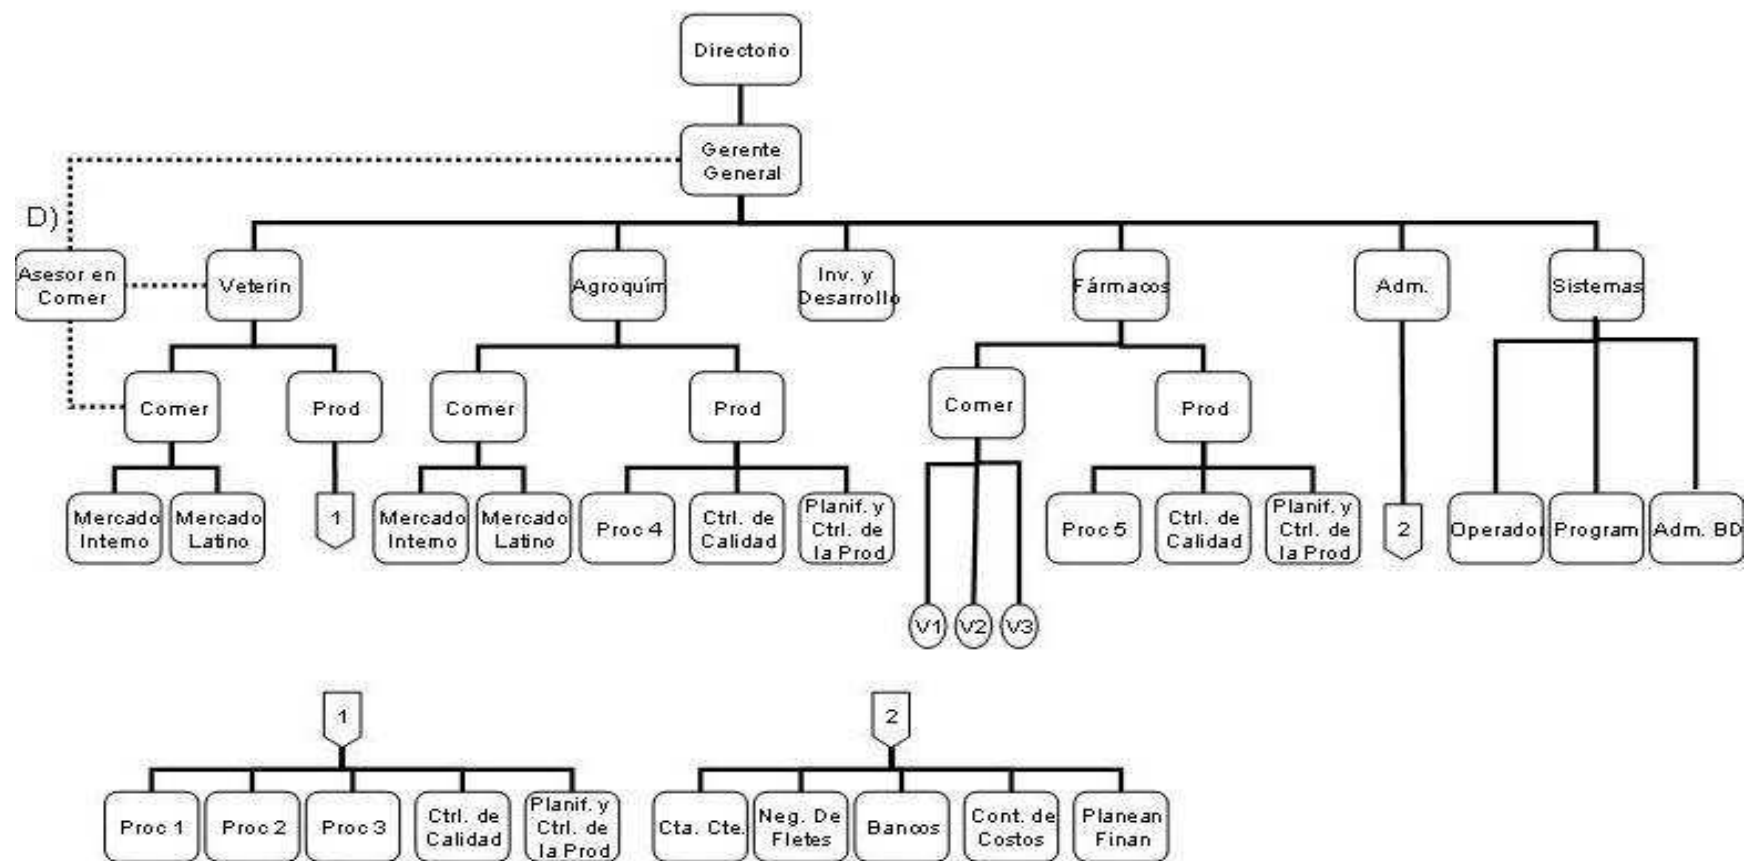 Directorio
Gerente
General
D)
Asesor en
Comer
Veterin
Agroquím
Inv. y
Desarrollo
Fármacos
Adm.
Sistemas
Comer
Prod
Comer
Prod
Comer
Prod
Mercado
Interno
Mercado
Latino
1
Mercado
Interno
Mercado
Latino
Proc 4
Ctrl. de
Calidad
Planif. y
Ctrl. de
la Prod
Proc 5
Ctrl. de
Calidad
Planif. y
Ctrl. de
la Prod
2
Operador
Program
Adm. BD
V1
V2
V3
1
2
Proc 1
Proc 2
Proc 3
Ctrl. de
Calidad
Planif. y
Ctrl. de
la Prod
Cta. Cte.
Neg. De
Fletes
Bancos
Cont. de
Costos
Planean
Finan